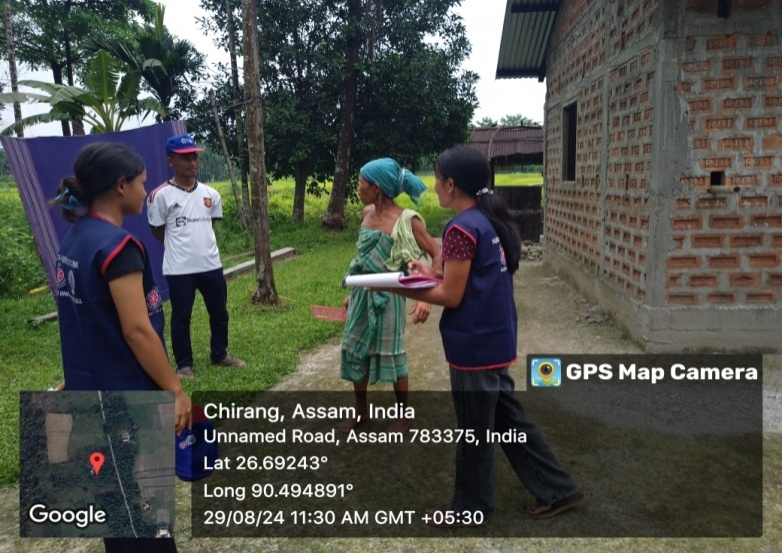 GPS Map Camera
Chirang, Assam, India
Unnamed Road, Assam 783375, India
Lat 26.69243°
Long 90.494891°
29/08/24 11:30 AM GMT +05:30
Google